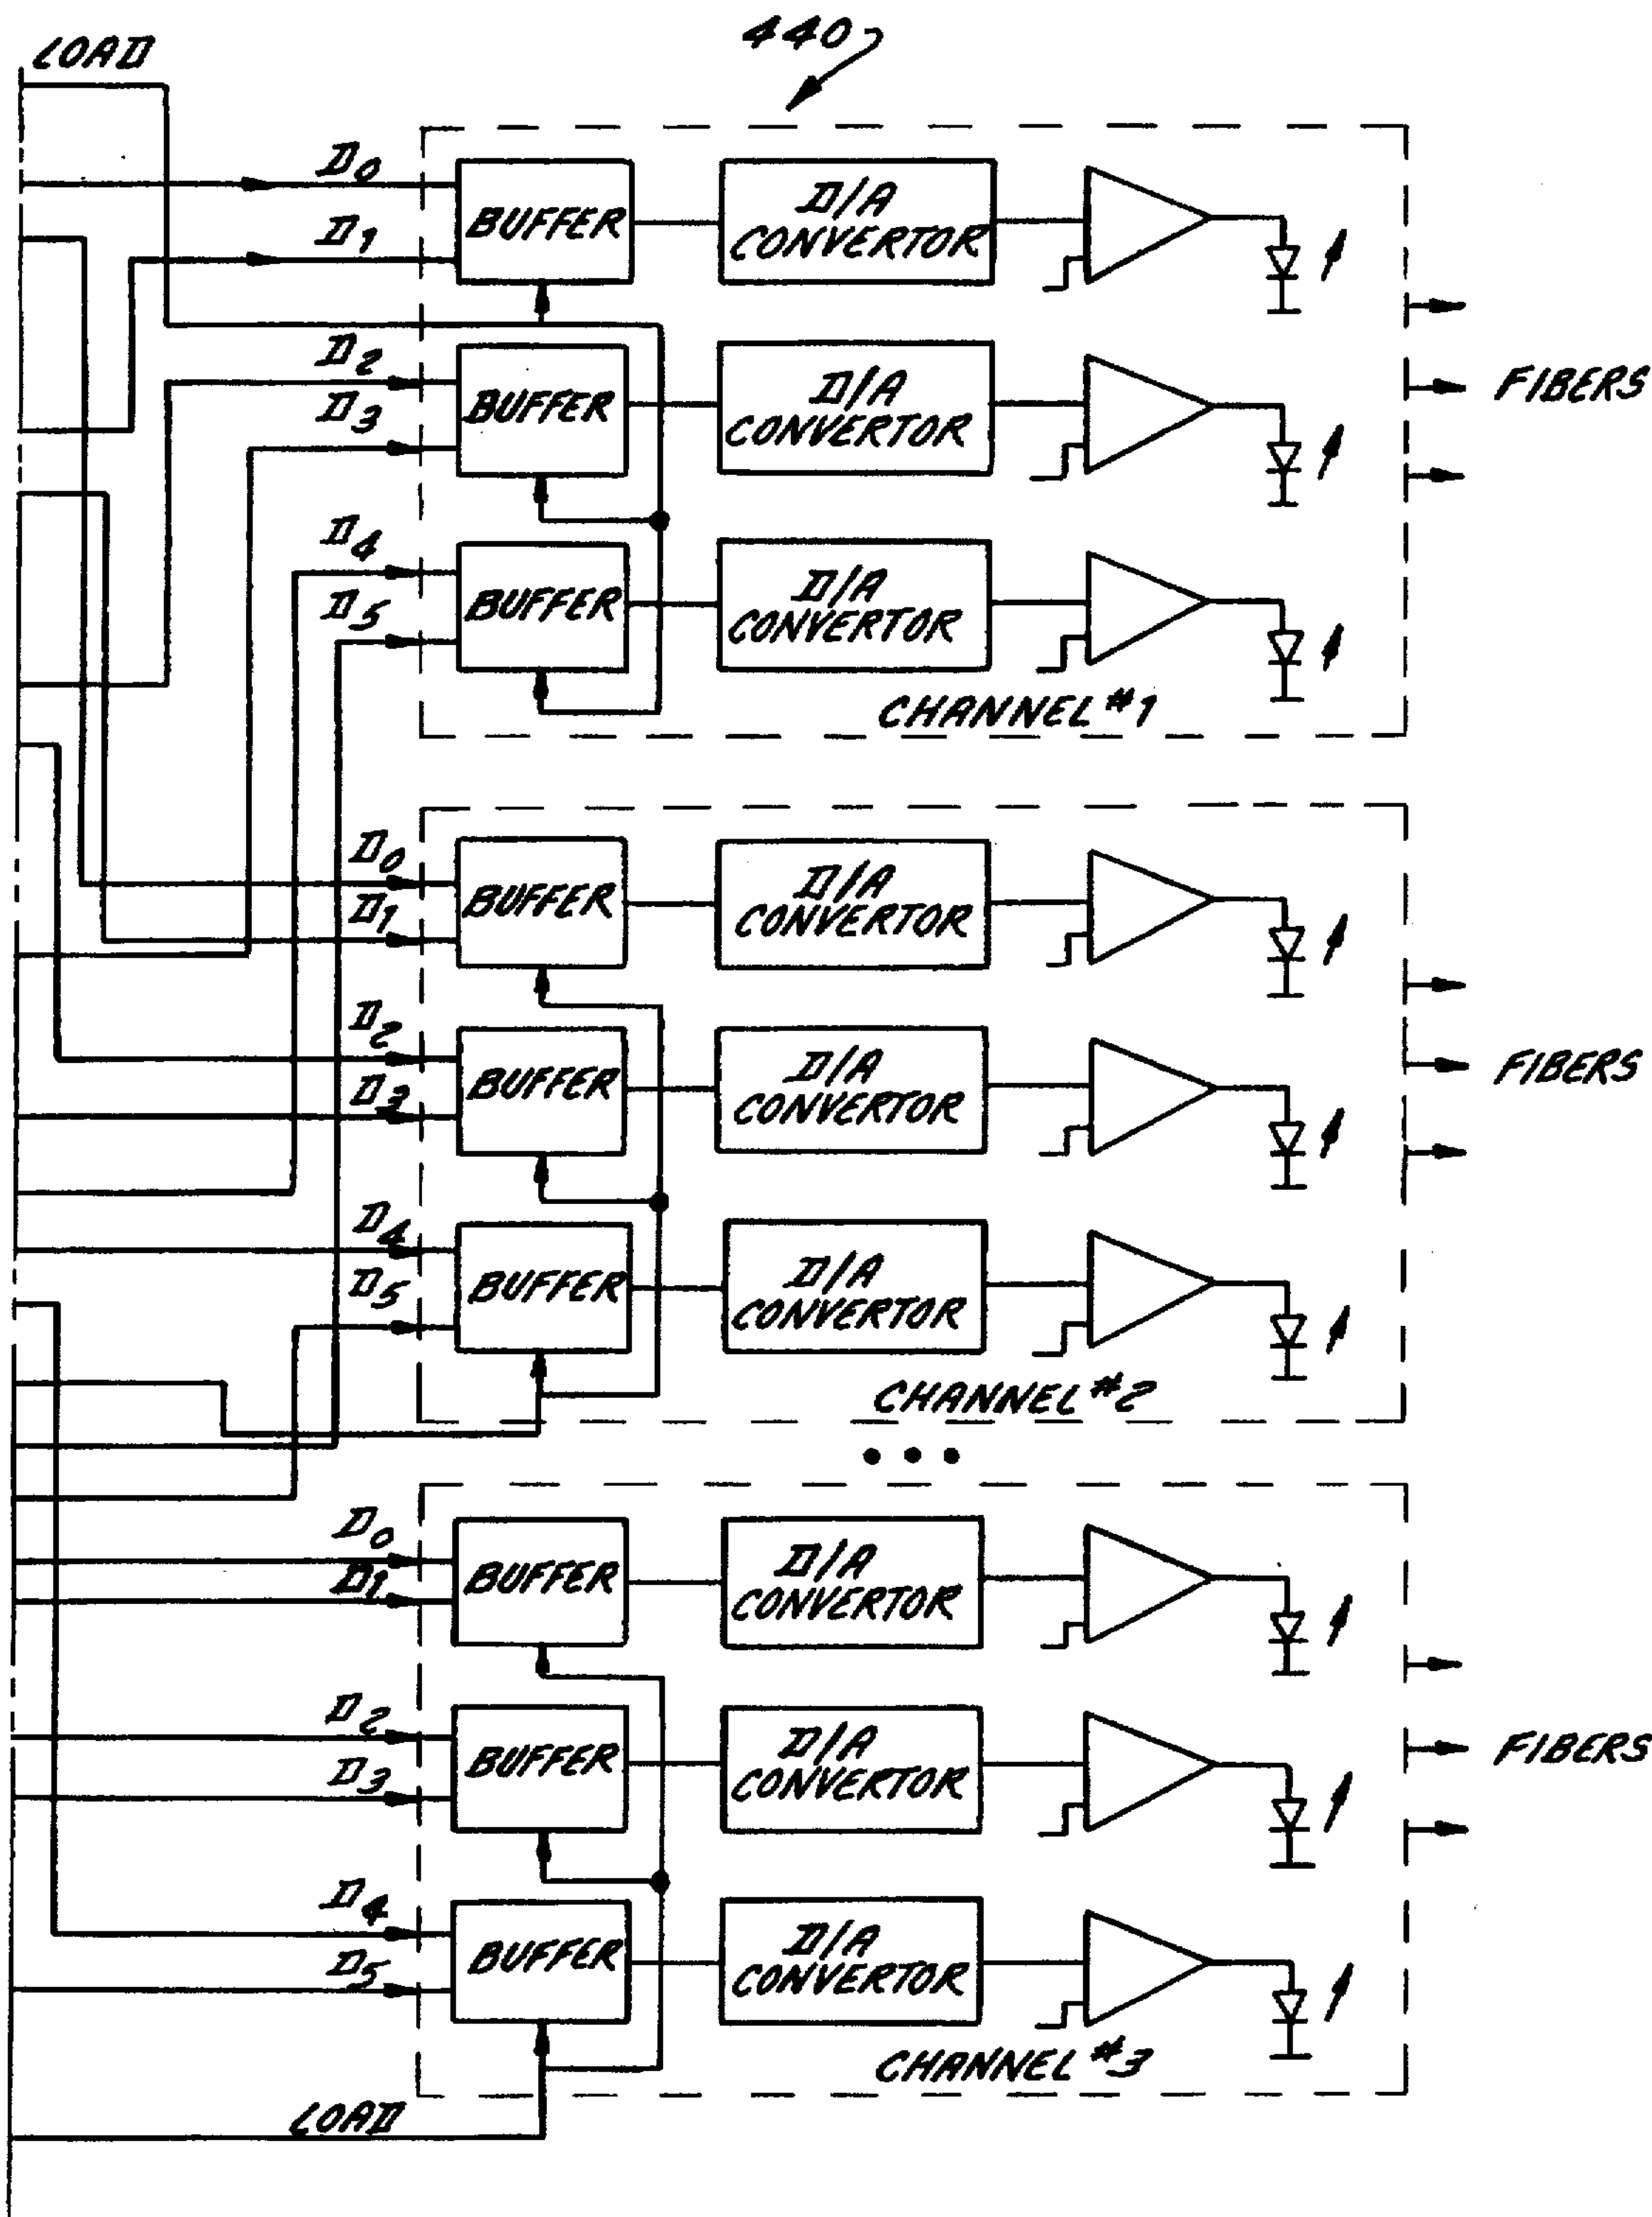 440
LOAD
D0
D1
BUFFER
D/A
CONVERTOR
D2
D3
BUFFER
D/A
CONVERTOR
FIBERS
D4
D5
BUFFER
D/A
CONVERTOR
CHANNEL #1
D0
D1
BUFFER
D/A
CONVERTOR
D2
D3
BUFFER
D/A
CONVERTOR
FIBERS
D4
D5
BUFFER
D/A
CONVERTOR
CHANNEL #2
D0
D1
BUFFER
D/A
CONVERTOR
D2
D3
BUFFER
D/A
CONVERTOR
FIBERS
D4
D5
BUFFER
D/A
CONVERTOR
CHANNEL #3
LOAD